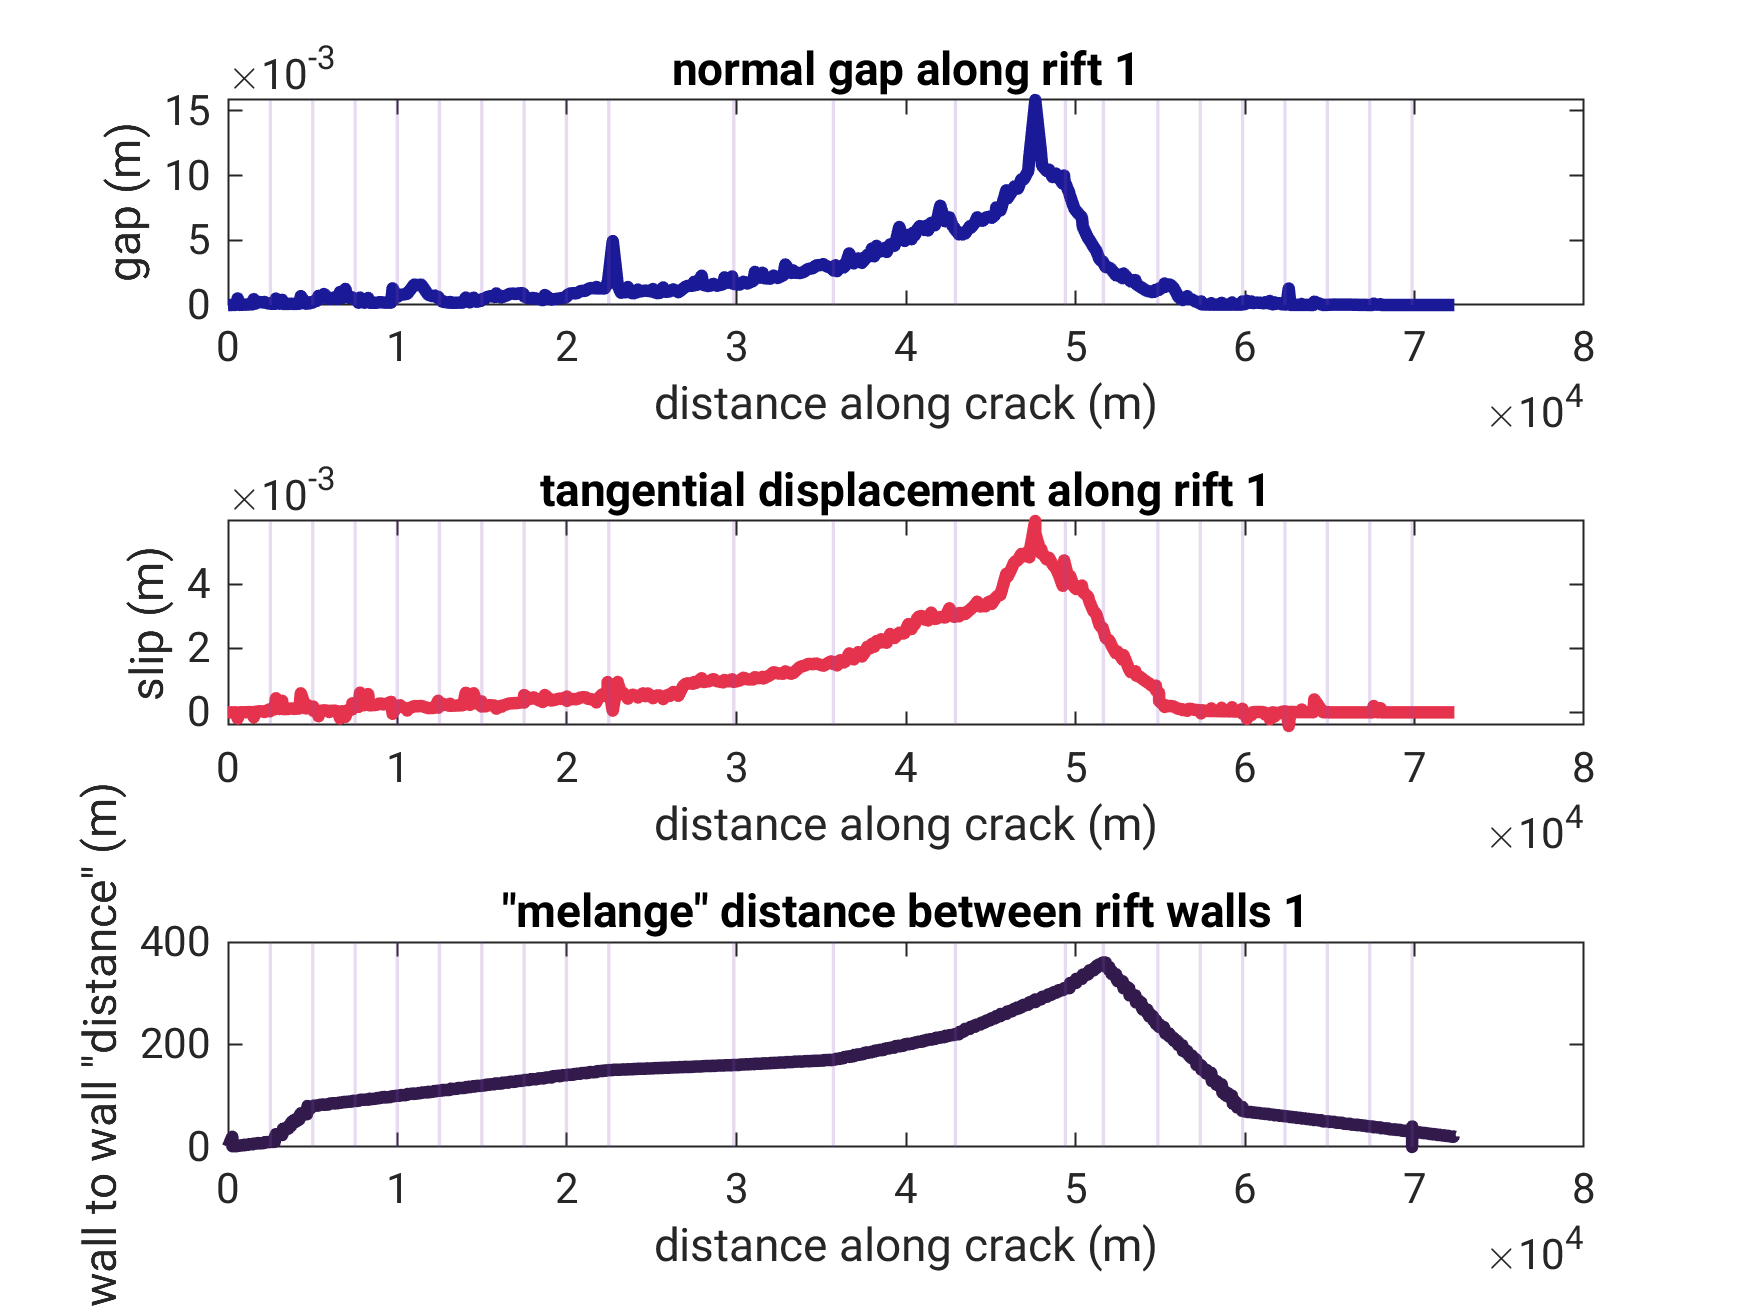 ×10-3
normal gap along rift 1
15
10
5
0
gap (m)
0 1 2 3 4 5 6 7 8
distance along crack (m)
×104
×10-3
tangential displacement along rift 1
4
2
0
slip (m)
0 1 2 3 4 5 6 7 8
distance along crack (m)
×104
"melange" distance between rift walls 1
400
200
0
wall to wall "distance" (m)
0 1 2 3 4 5 6 7 8
distance along crack (m)
×104